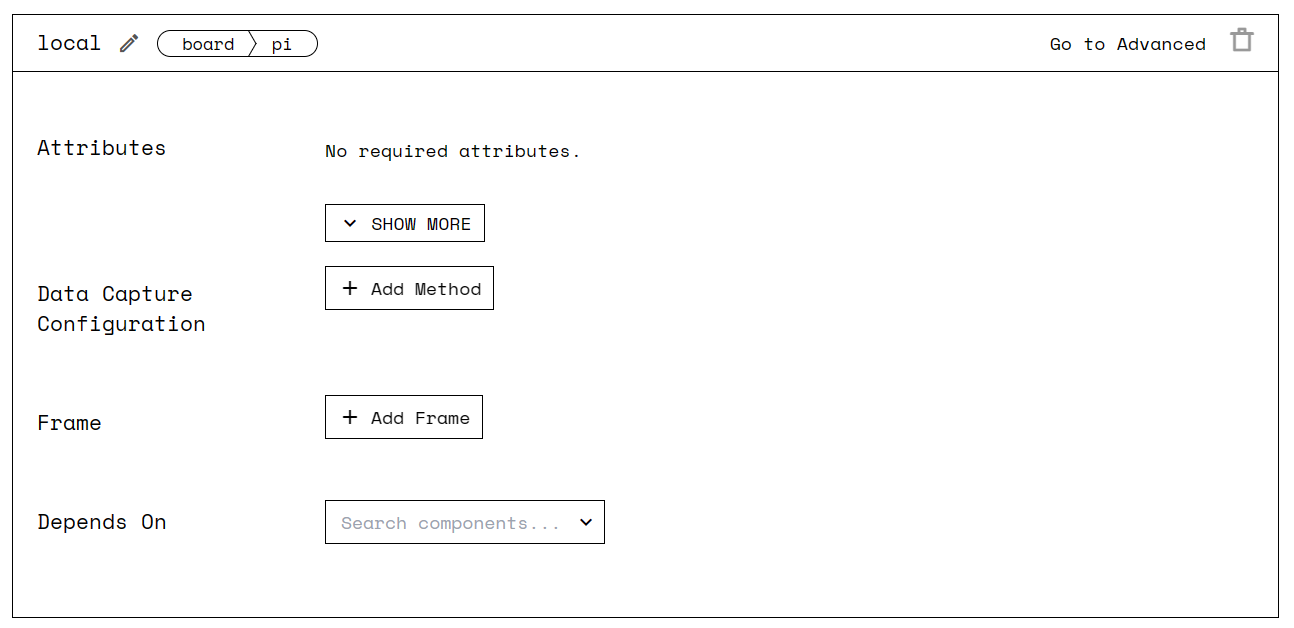 local board pi Go to Advanced
Attributes No required attributes.
SHOW MORE
Data Capture Configuration + Add Method
Frame + Add Frame
Depends On Search components...